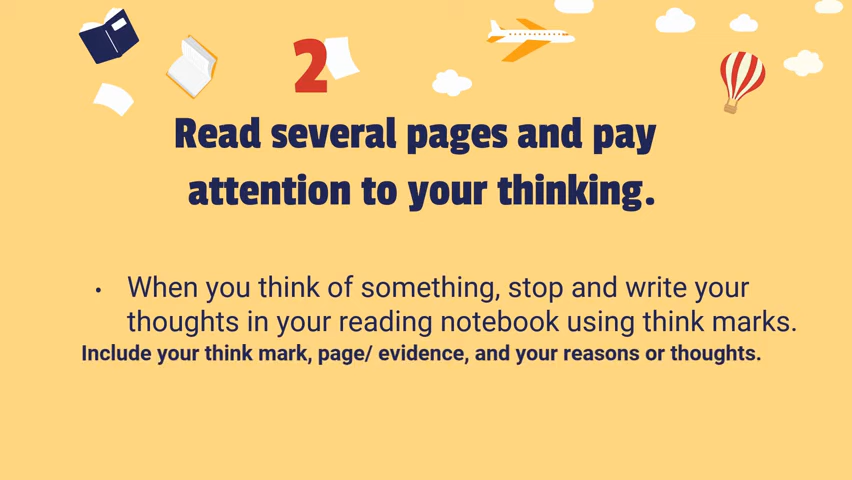 2
Read several pages and pay
attention to your thinking.
• When you think of something, stop and write your
thoughts in your reading notebook using think marks.
Include your think mark, page/ evidence, and your reasons or thoughts.